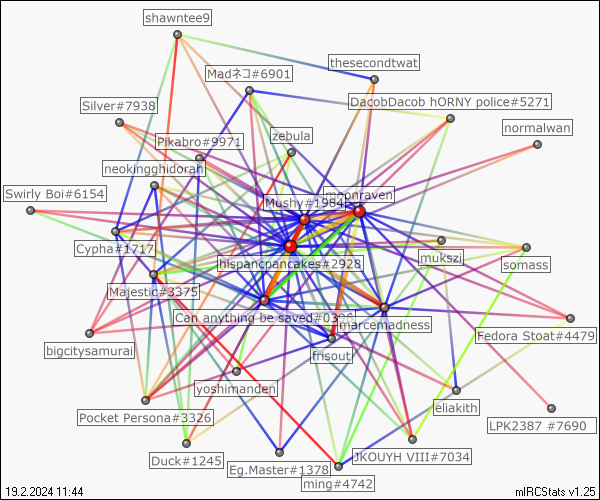 shawntee9
thesecondtwat
Madネコ#6901
DacobDacob hORNY police#5271
Silver#7938
normalwan
zebula
Pikabro#9971
neokingghidorah
Swirly Boi#6154
moonraven
Mushy#1984
Cypha#1717
mukszi
somass
hispancpancakes#2928
Majestic#3375
Can anything be saved#0396
marcemadness
Fedora Stoat#4479
bigcitysamurai
frisout
yoshimanden
eliakith
Pocket Persona#3326
LPK2387 #7690
Duck#1245
JKOUYH VIII#7034
Eg.Master#1378
ming#4742
19.2.2024 11:44
mIRCStats v1.25